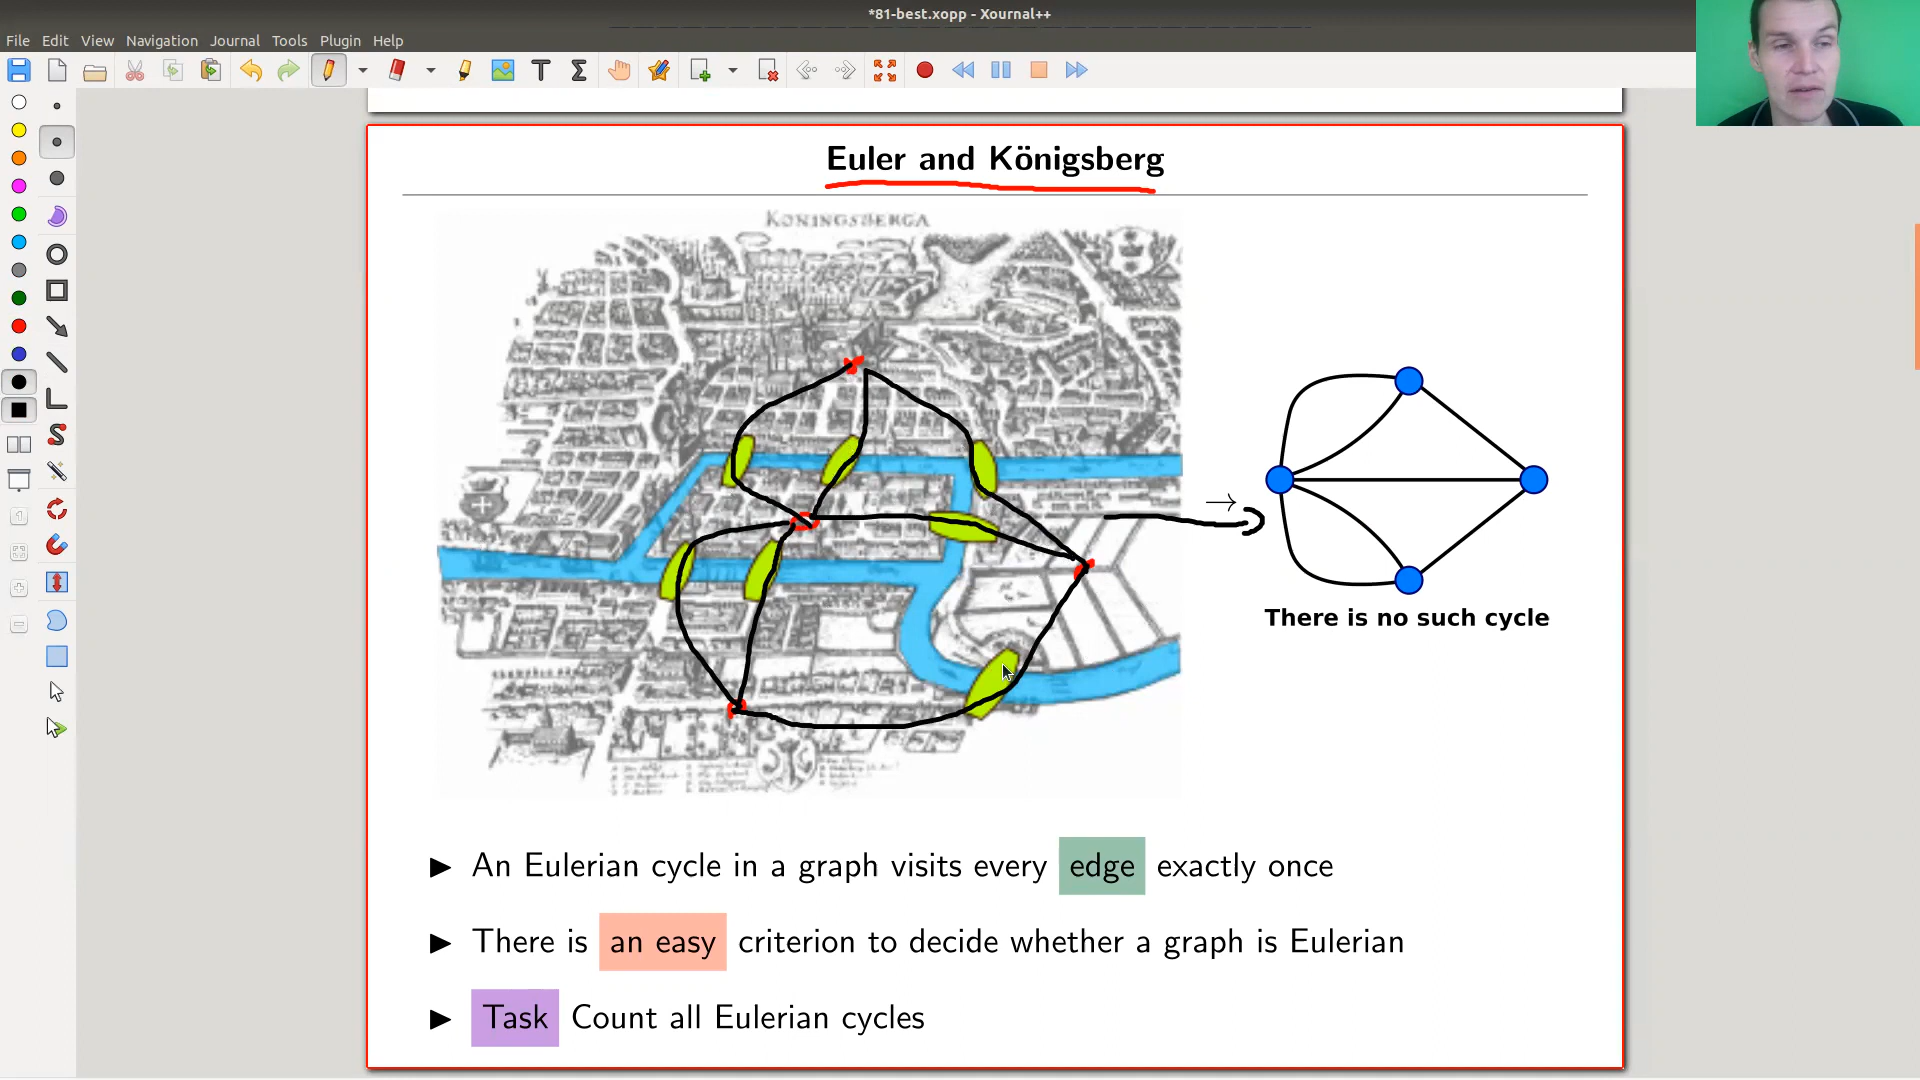 *81-best.xopp - Xournal++
File Edit View Navigation Journal Tools Plugin Help
Euler and Königsberg
KONINGSBERGA
→
There is no such cycle
▶ An Eulerian cycle in a graph visits every edge exactly once
▶ There is an easy criterion to decide whether a graph is Eulerian
▶ Task Count all Eulerian cycles